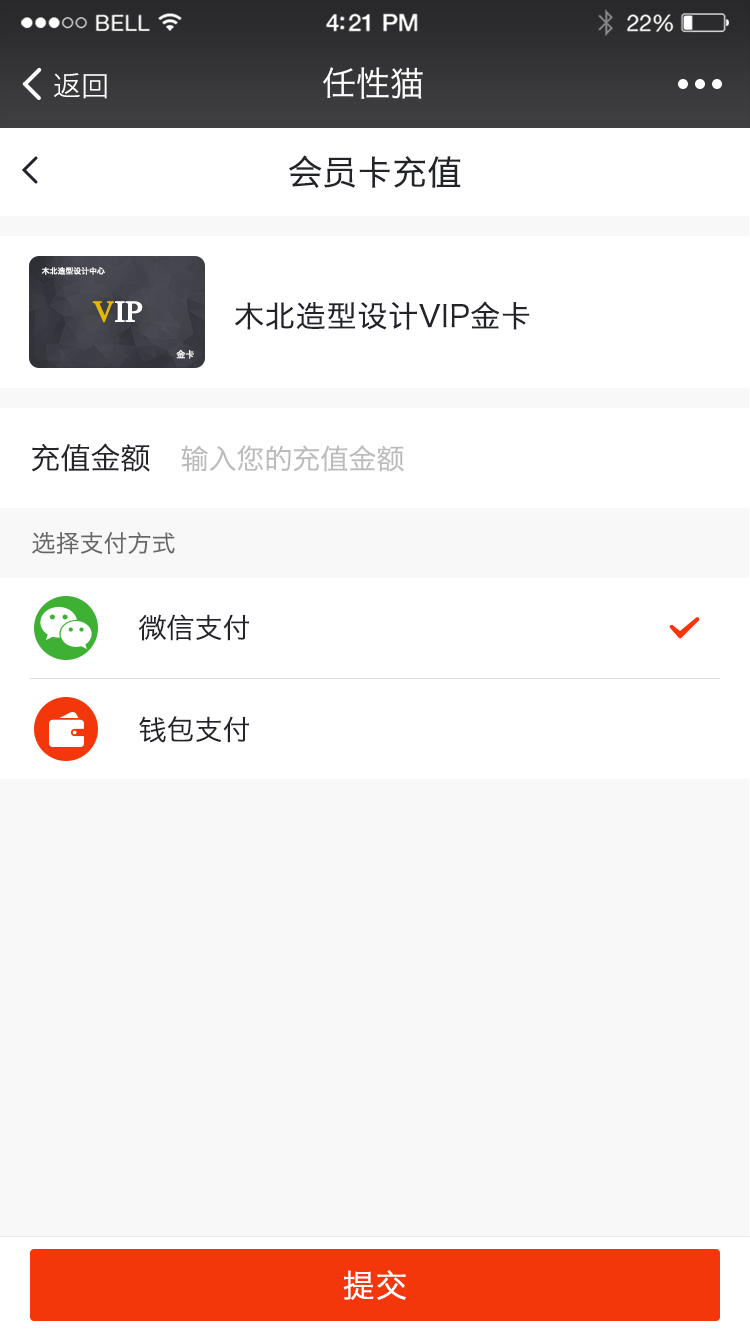 BELL 4:21 PM 22%
返回 任性猫
会员卡充值
木北造型设计中心
VIP
金卡
木北造型设计VIP金卡
充值金额 输入您的充值金额
选择支付方式
微信支付
钱包支付
提交